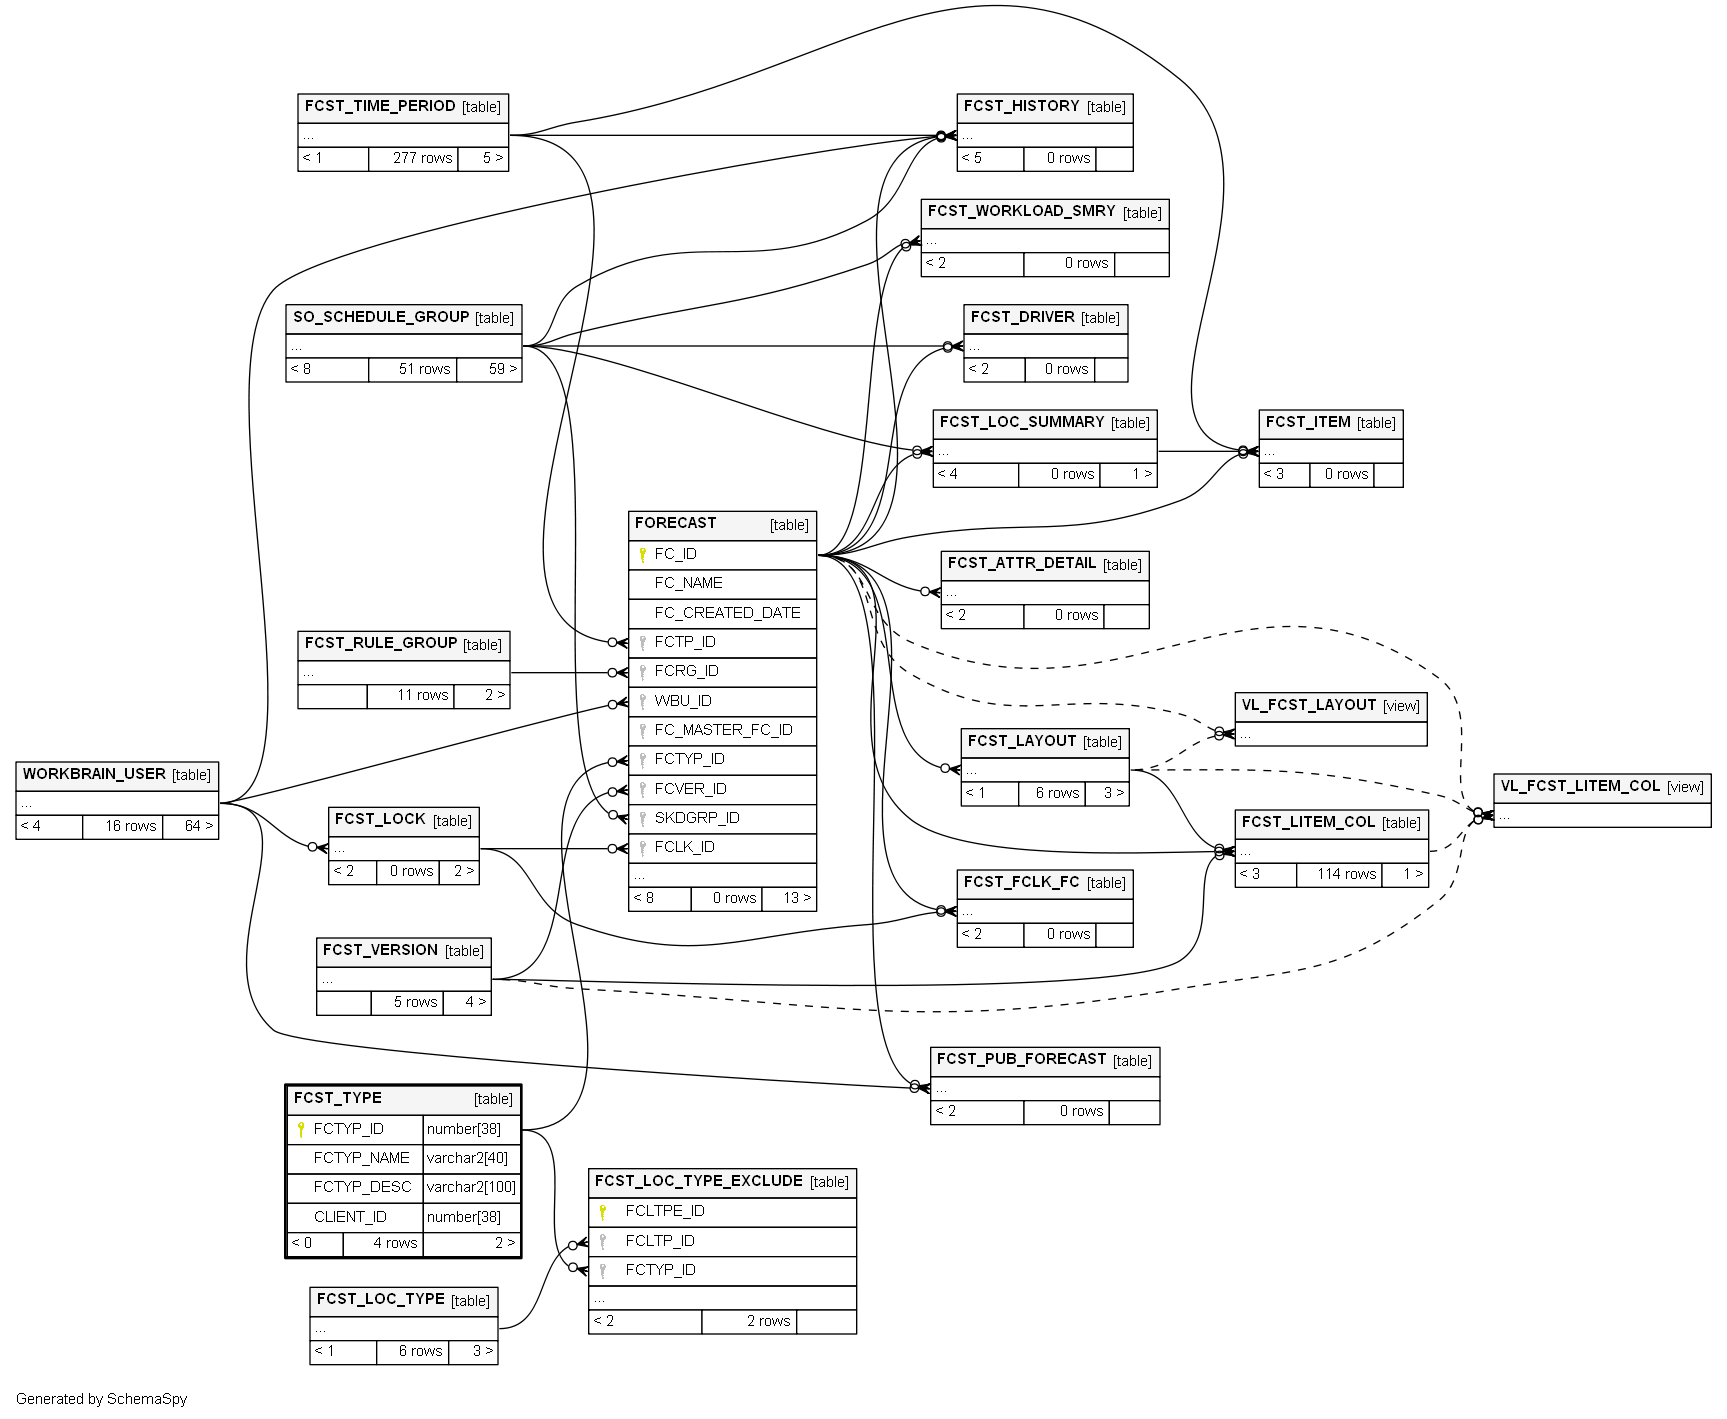 FCST_TIME_PERIOD [table]
...
< 1 277 rows 5 >
FCST_HISTORY [table]
...
< 5 0 rows
FCST_WORKLOAD_SMRY [table]
...
< 2 0 rows
SO_SCHEDULE_GROUP [table]
...
< 8 51 rows 59 >
FCST_DRIVER [table]
...
< 2 0 rows
FCST_LOC_SUMMARY [table]
...
< 4 0 rows 1 >
FCST_ITEM [table]
...
< 3 0 rows
FORECAST [table]
FC_ID
FC_NAME
FC_CREATED_DATE
FCTP_ID
FCRG_ID
WBU_ID
FC_MASTER_FC_ID
FCTYP_ID
FCVER_ID
SKDGRP_ID
FCLK_ID
...
< 8 0 rows 13 >
FCST_ATTR_DETAIL [table]
...
< 2 0 rows
FCST_RULE_GROUP [table]
...
11 rows 2 >
VL_FCST_LAYOUT [view]
...
FCST_LAYOUT [table]
...
< 1 6 rows 3 >
WORKBRAIN_USER [table]
...
< 4 16 rows 64 >
VL_FCST_LITEM_COL [view]
...
FCST_LOCK [table]
...
< 2 0 rows 2 >
FCST_LITEM_COL [table]
...
< 3 114 rows 1 >
FCST_FCLK_FC [table]
...
< 2 0 rows
FCST_VERSION [table]
...
5 rows 4 >
FCST_PUB_FORECAST [table]
...
< 2 0 rows
FCST_TYPE [table]
FCTYP_ID number[38]
FCTYP_NAME varchar2[40]
FCTYP_DESC varchar2[100]
CLIENT_ID number[38]
< 0 4 rows 2 >
FCST_LOC_TYPE_EXCLUDE [table]
FCLTPE_ID
FCLTP_ID
FCTYP_ID
...
< 2 2 rows
FCST_LOC_TYPE [table]
...
< 1 6 rows 3 >
Generated by SchemaSpy